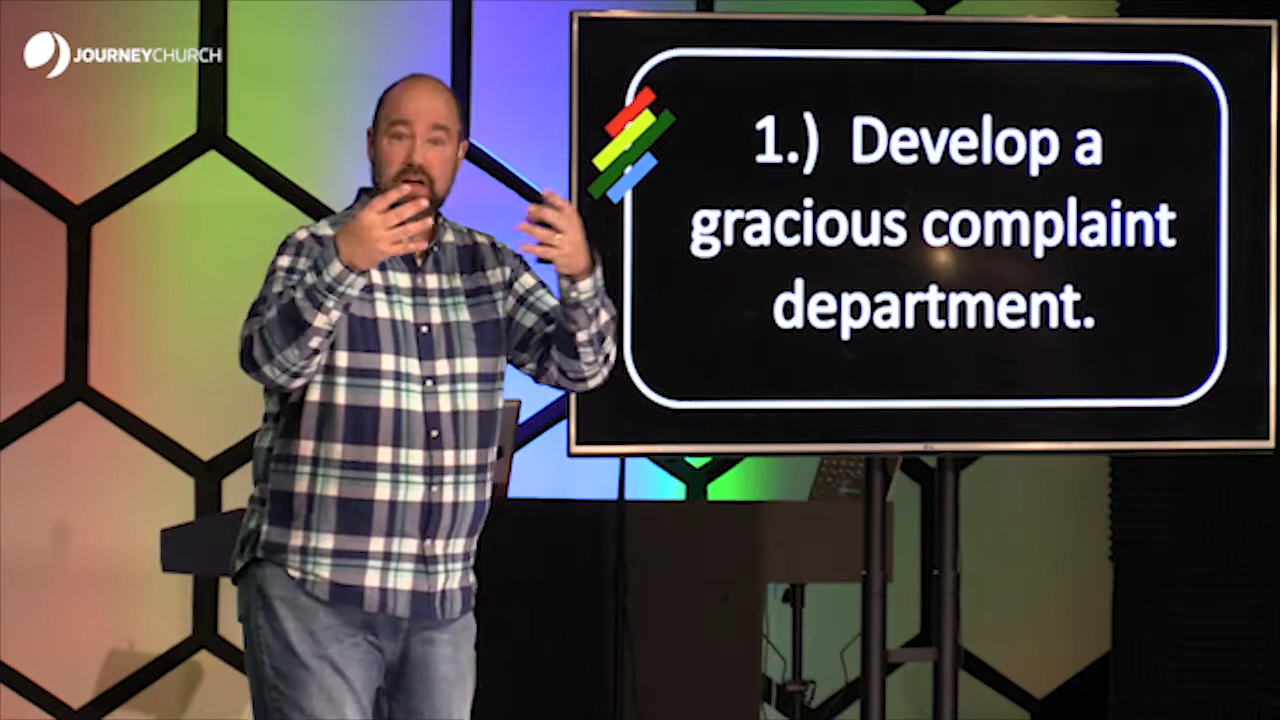 JOURNEYCHURCH
1.) Develop a
gracious complaint
department.